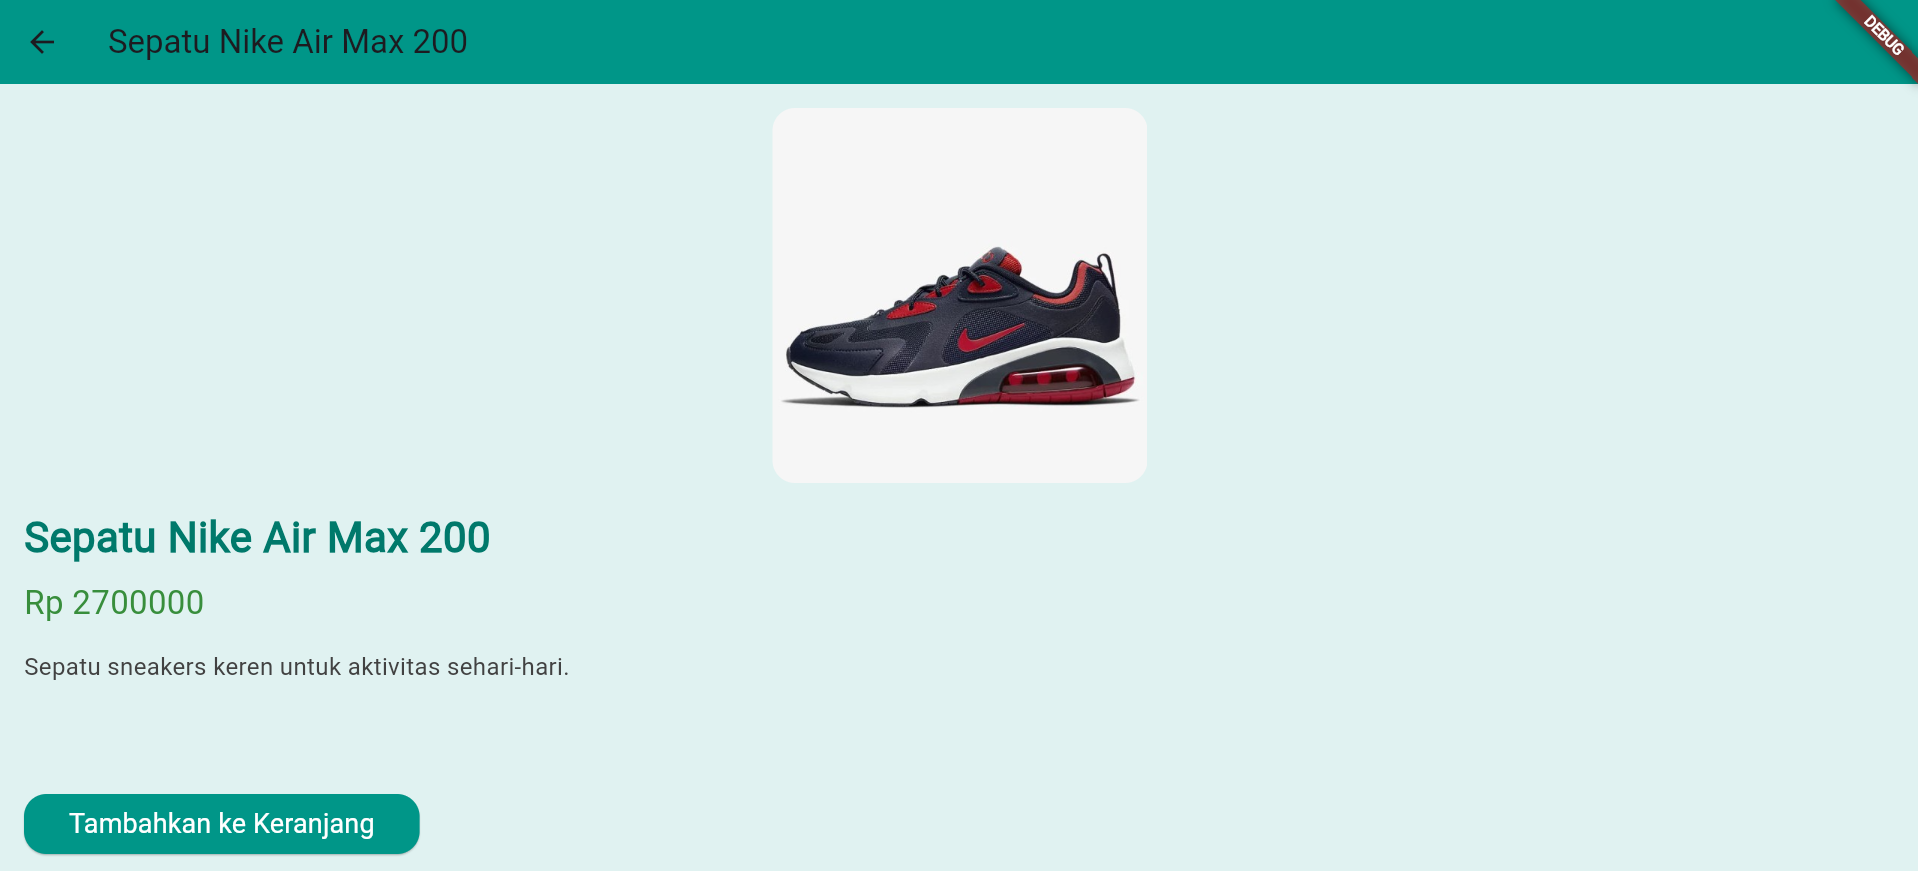 Sepatu Nike Air Max 200
DEBUG
Sepatu Nike Air Max 200
Rp 2700000
Sepatu sneakers keren untuk aktivitas sehari-hari.
Tambahkan ke Keranjang